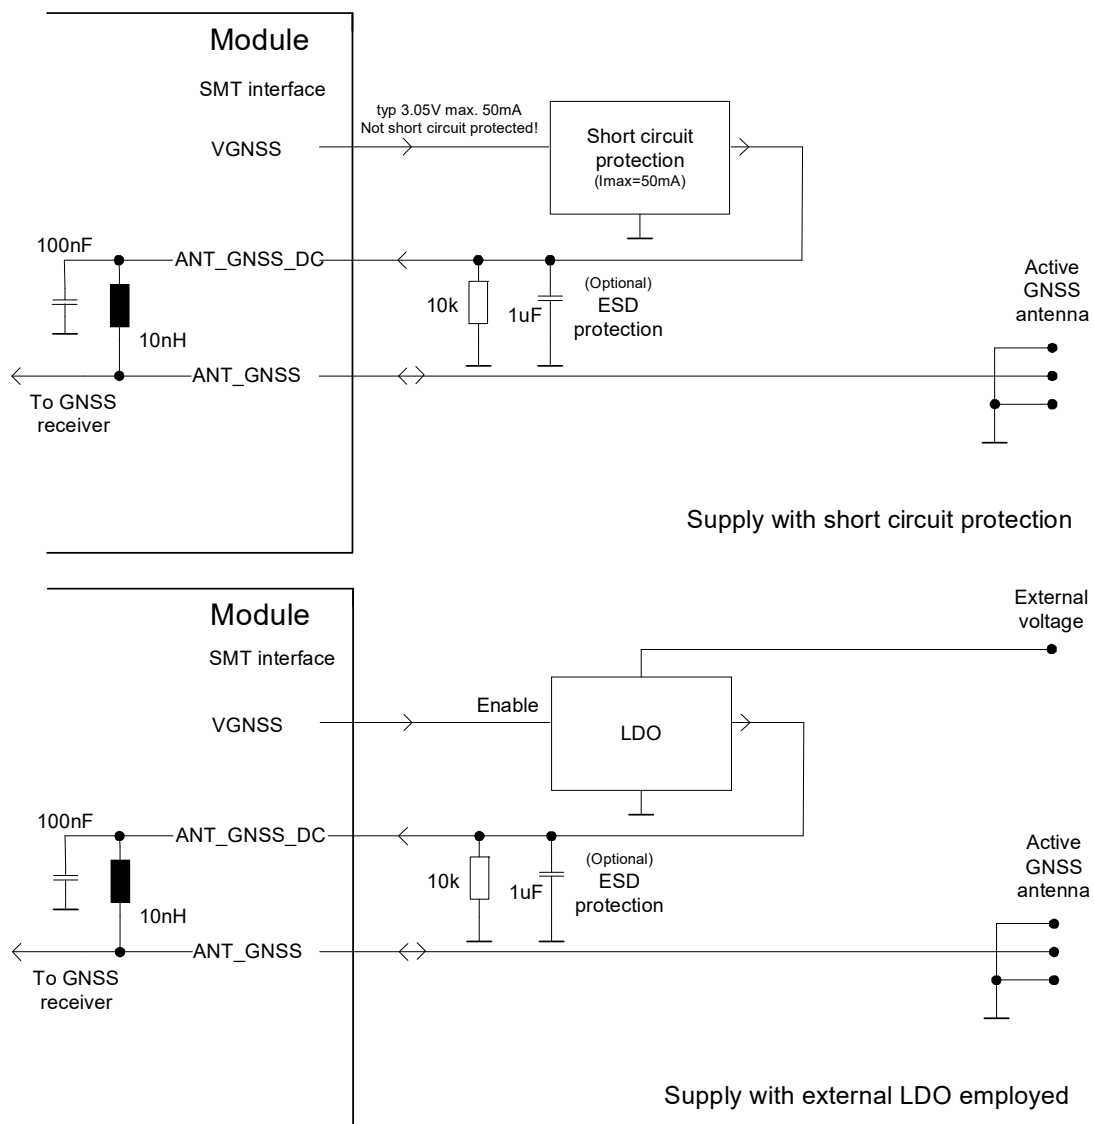 Module
SMT interface
typ 3.05V max. 50mA
Not short circuit protected!
VGNSS
Short circuit
protection
(Imax=50mA)
100nF
ANT_GNSS_DC
10nH
10k
1uF
(Optional)
ESD
protection
Active
GNSS
antenna
ANT_GNSS
To GNSS
receiver
Supply with short circuit protection
Module
SMT interface
External
voltage
VGNSS
Enable
LDO
100nF
ANT_GNSS_DC
10nH
10k
1uF
(Optional)
ESD
protection
Active
GNSS
antenna
ANT_GNSS
To GNSS
receiver
Supply with external LDO employed